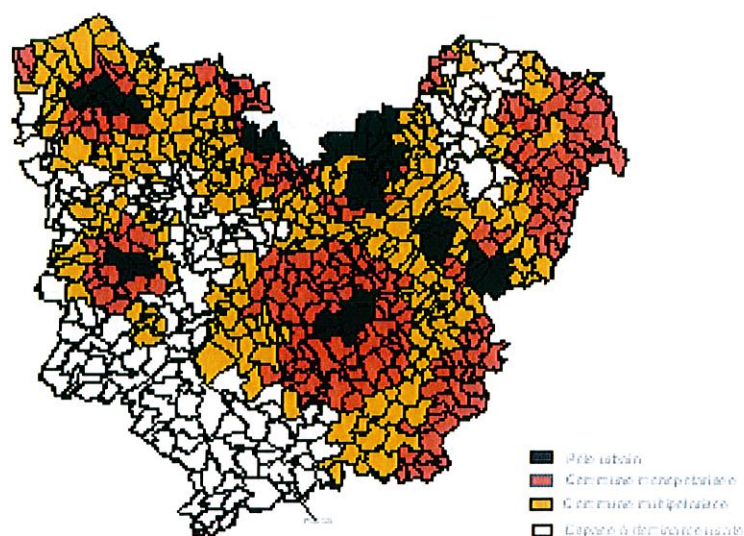 Pôle urbain
Commune monopolarisée
Commune multipolarisée
Espace à dominante rurale